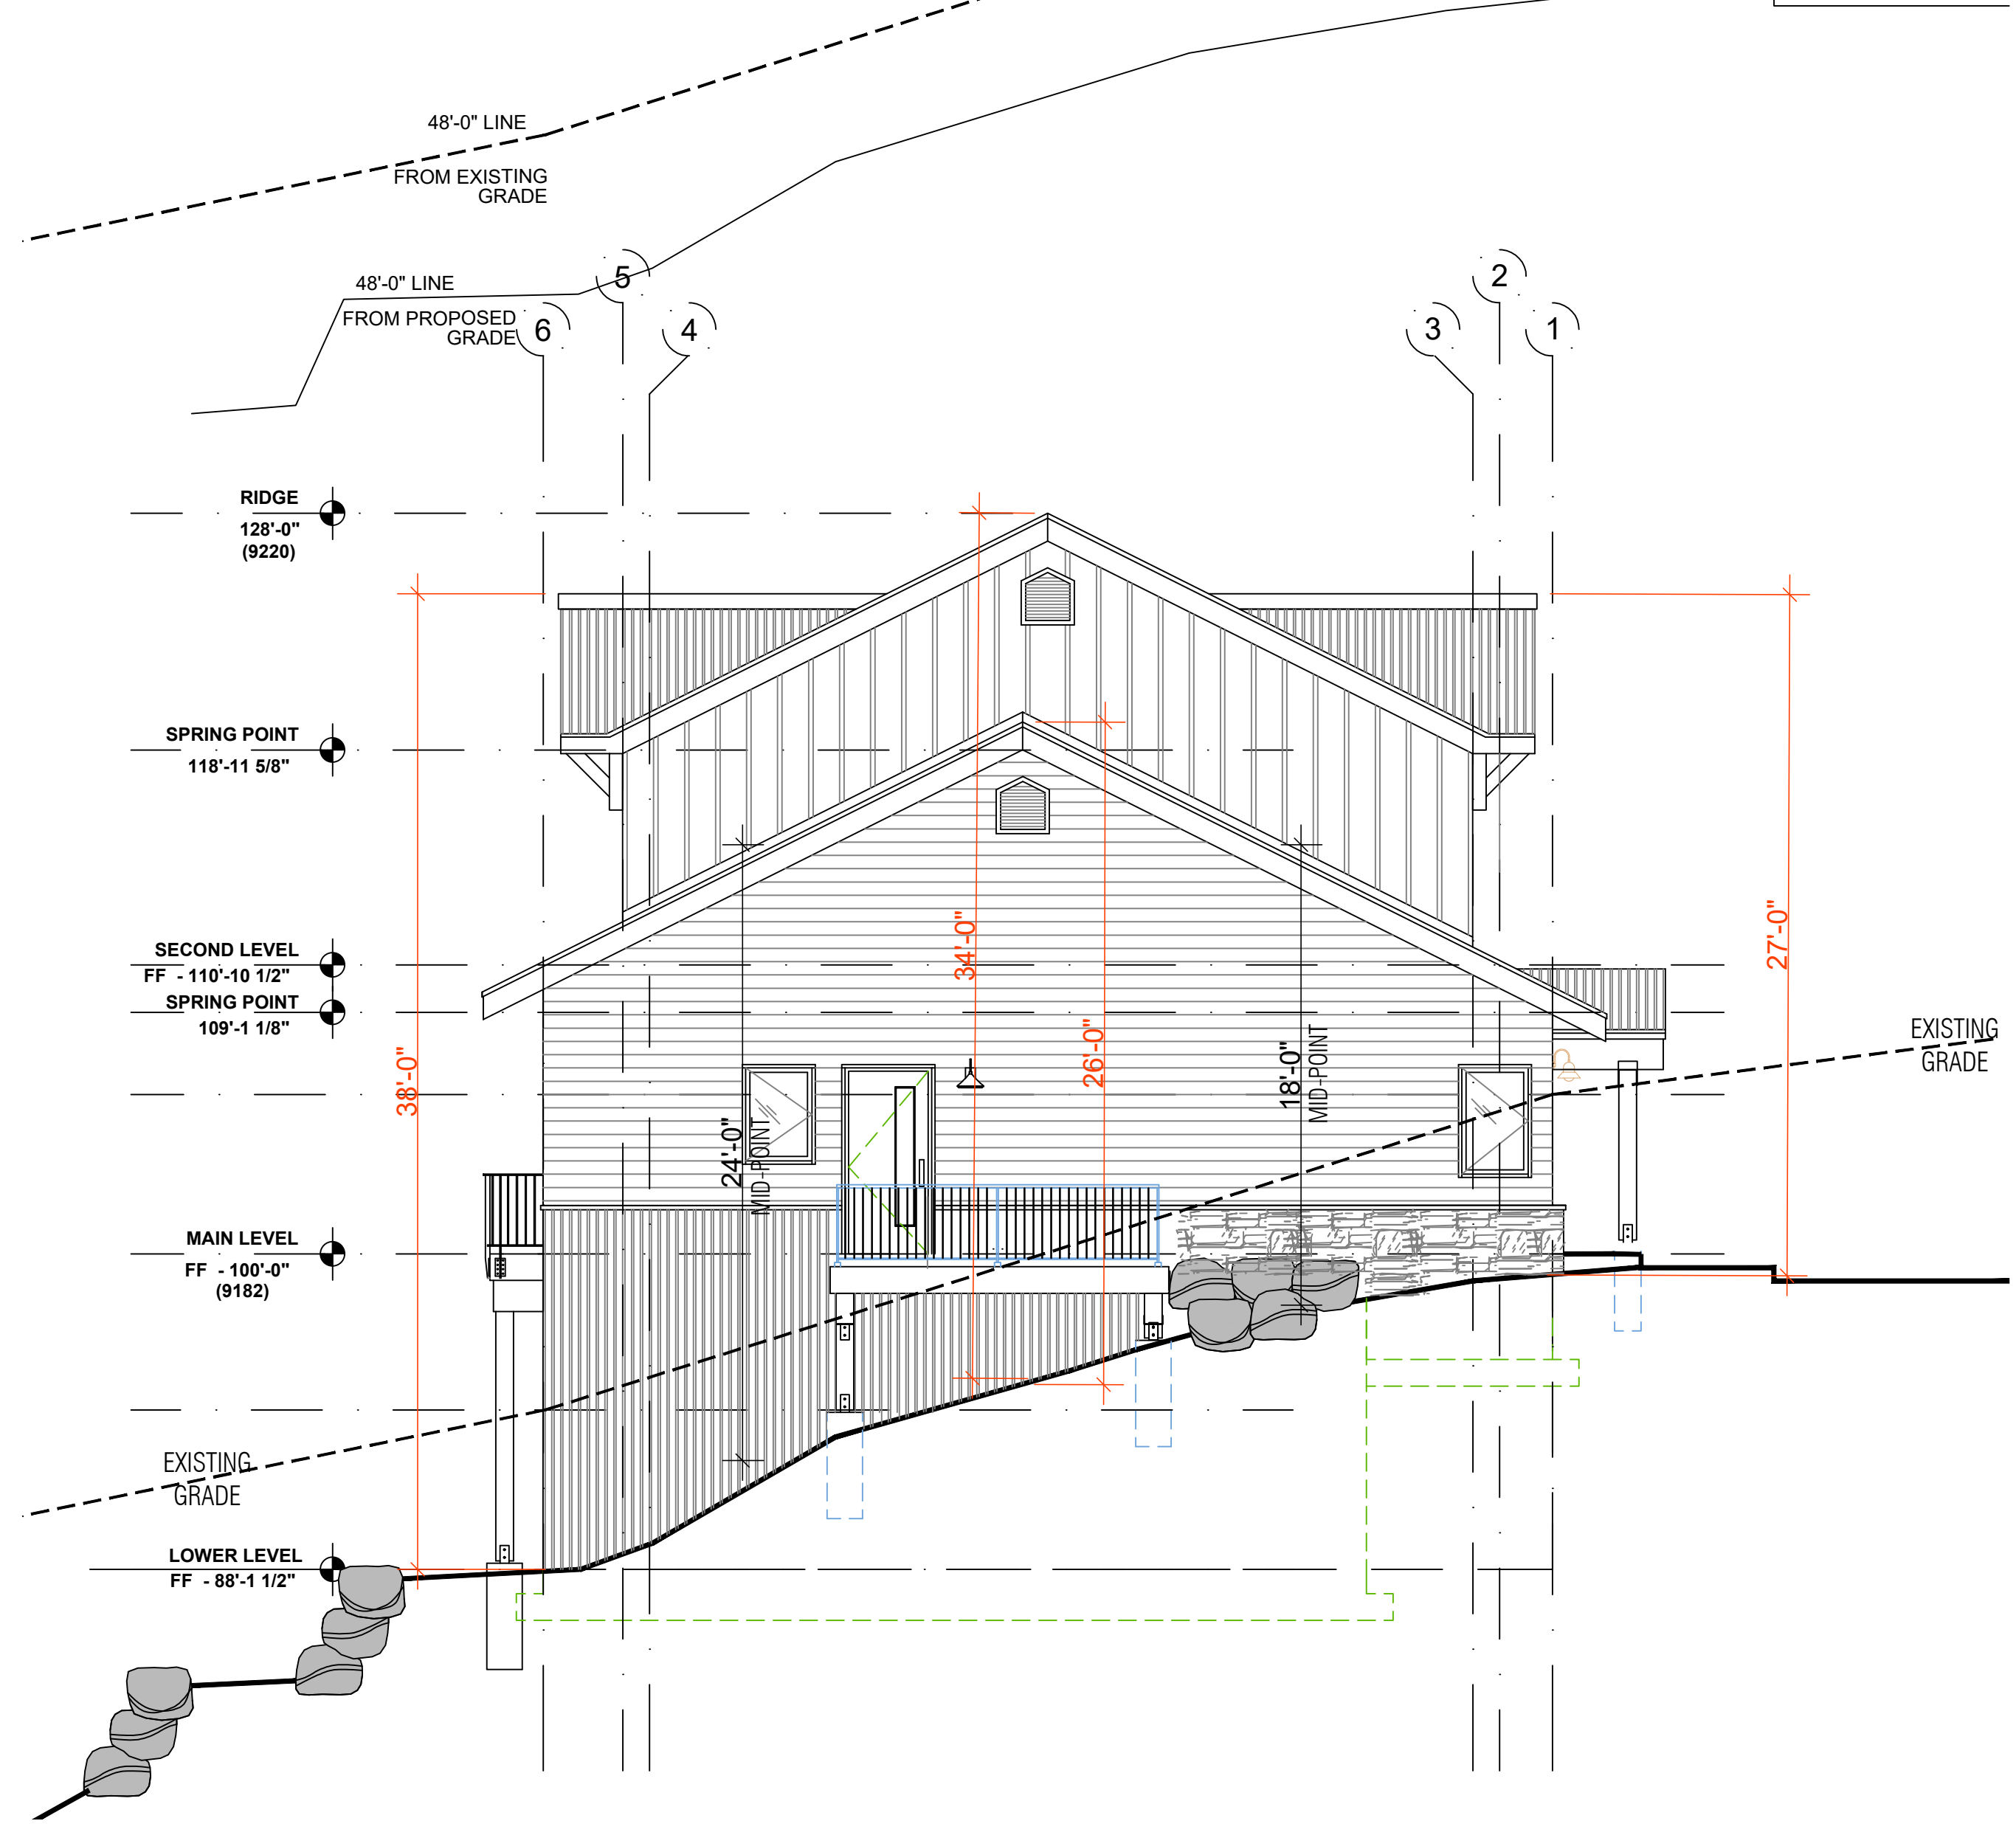 48'-0" LINE
FROM EXISTING
GRADE
48'-0" LINE
FROM PROPOSED
GRADE
5
2
6
4
3
1
RIDGE
128'-0"
(9220)
SPRING POINT
118'-11 5/8"
SECOND LEVEL
FF - 110'-10 1/2"
SPRING POINT
109'-1 1/8"
MAIN LEVEL
FF - 100'-0"
(9182)
LOWER LEVEL
FF - 88'-1 1/2"
38'-0"
24'-0"
MID-POINT
34'-0"
26'-0"
18'-0"
MID-POINT
27'-0"
EXISTING
GRADE
EXISTING
GRADE